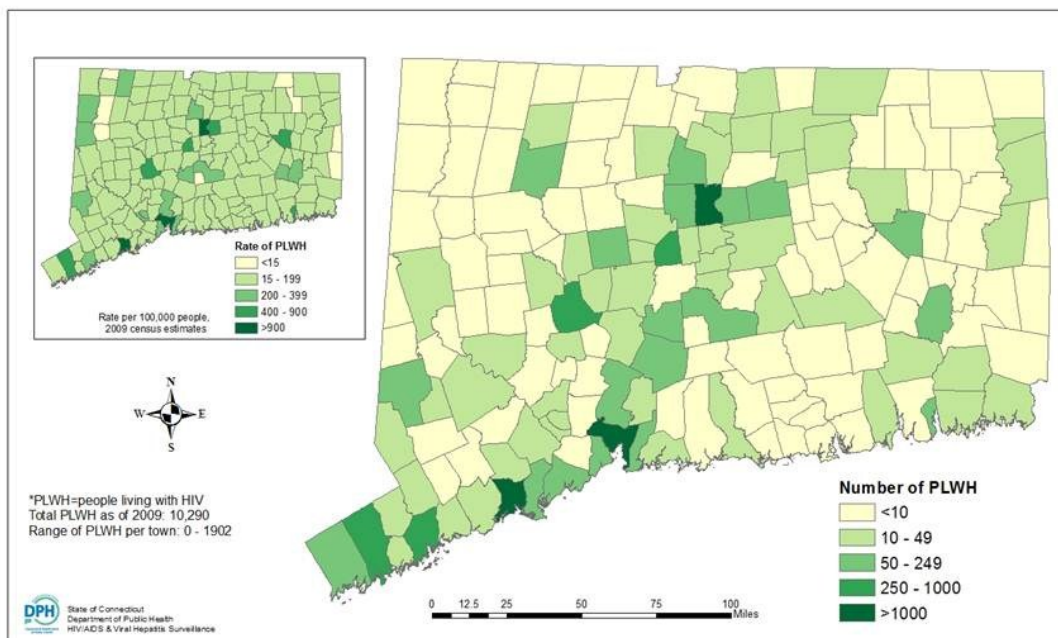 Rate of PLWH
<15
15 - 199
200 - 399
400 - 900
>900
Rate per 100,000 people,
2009 census estimates
N
W E
S
*PLWH=people living with HIV
Total PLWH as of 2009: 10,290
Range of PLWH per town: 0 - 1902
Number of PLWH
<10
10 - 49
50 - 249
250 - 1000
>1000
0 12.5 25 50 75 100
Miles
DPH
State of Connecticut
Department of Public Health
HIV/AIDS & Viral Hepatitis Surveillance